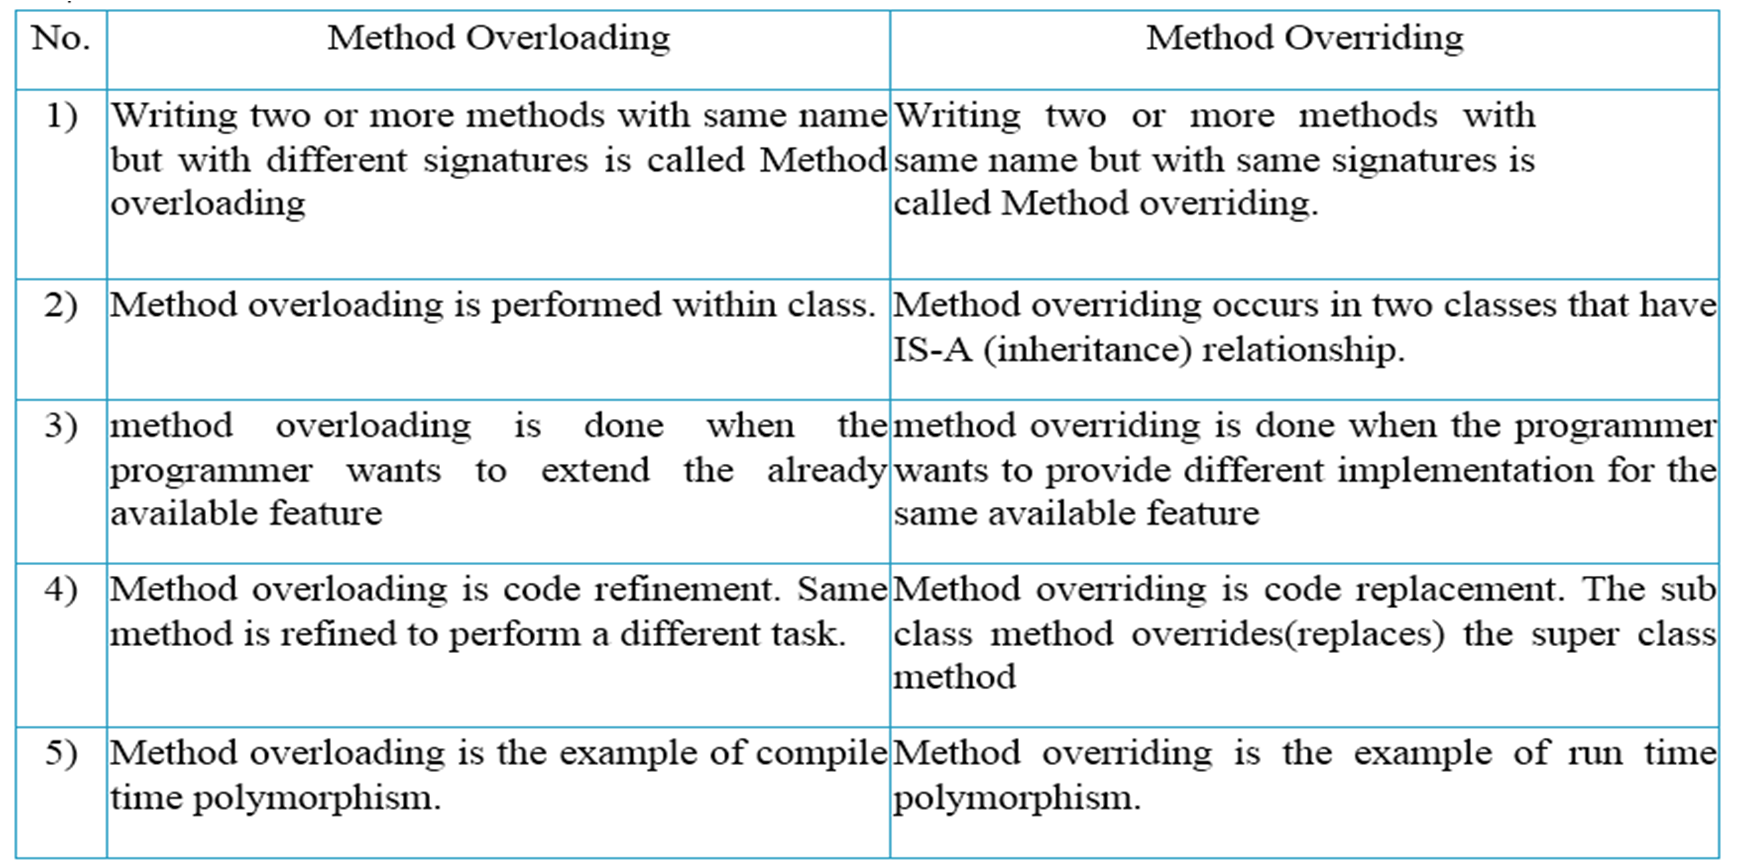 No. Method Overloading Method Overriding
1) Writing two or more methods with same name Writing two or more methods with
but with different signatures is called Method same name but with same signatures is
overloading called Method overriding.
2) Method overloading is performed within class. Method overriding occurs in two classes that have
IS-A (inheritance) relationship.
3) method overloading is done when the method overriding is done when the programmer
programmer wants to extend the already wants to provide different implementation for the
available feature same available feature
4) Method overloading is code refinement. Same Method overriding is code replacement. The sub
method is refined to perform a different task. class method overrides(replaces) the super class
method
5) Method overloading is the example of compile Method overriding is the example of run time
time polymorphism. polymorphism.